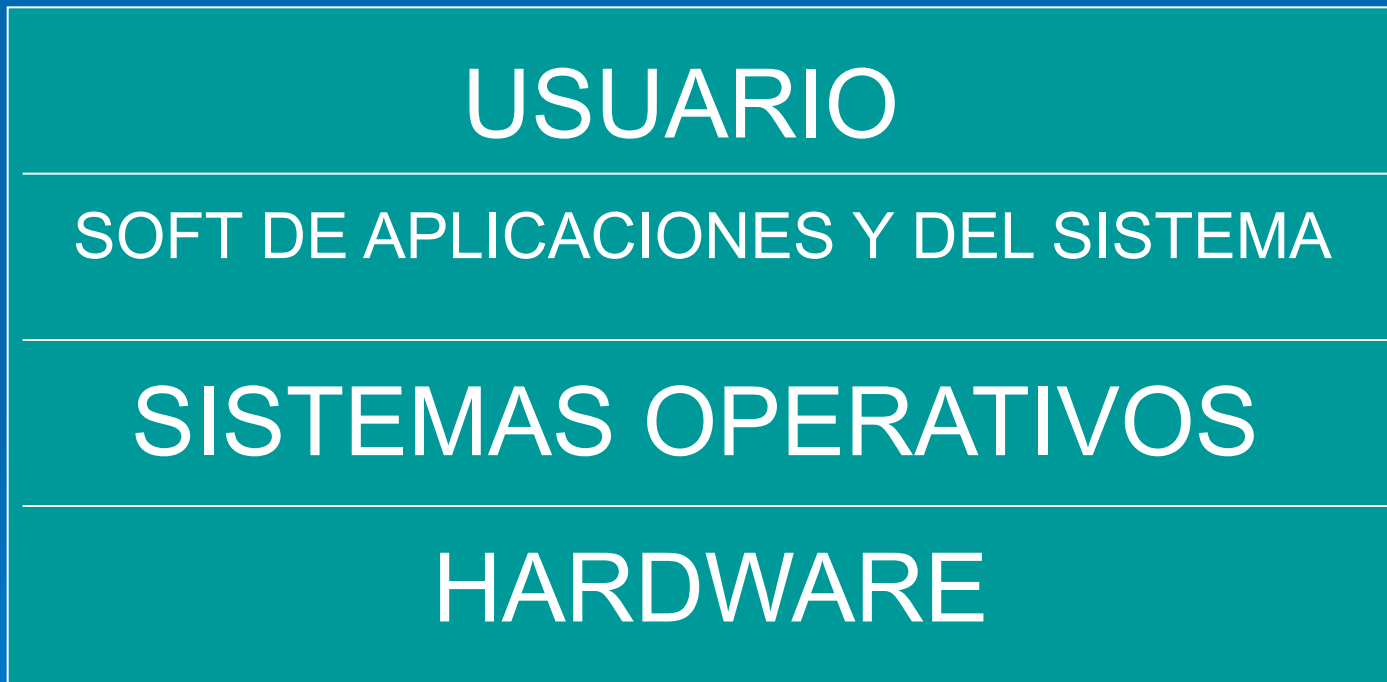 USUARIO
SOFT DE APLICACIONES Y DEL SISTEMA
SISTEMAS OPERATIVOS
HARDWARE